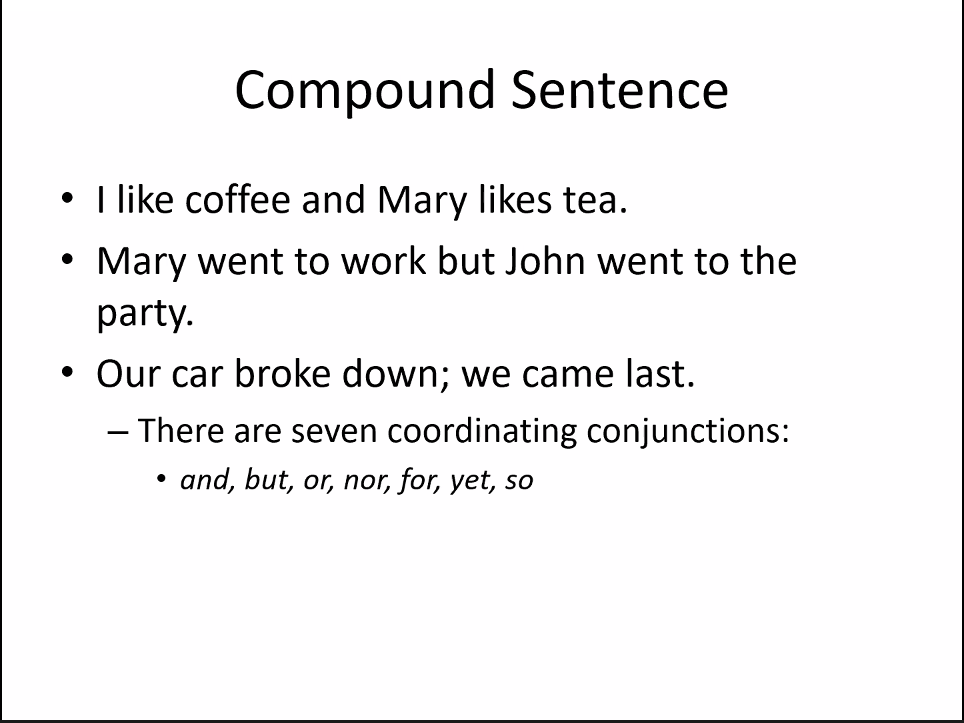 Compound Sentence
• I like coffee and Mary likes tea.
• Mary went to work but John went to the
party.
• Our car broke down; we came last.
– There are seven coordinating conjunctions:
• and, but, or, nor, for, yet, so